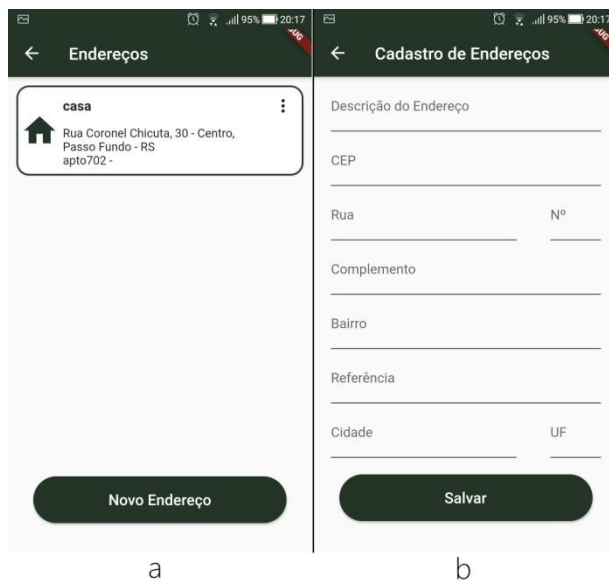 95% 20:17
Endereços
casa
Rua Coronel Chicuta, 30 - Centro,
Passo Fundo - RS
apto702 -
Novo Endereço
a
95% 20:17
Cadastro de Endereços
Descrição do Endereço
CEP
Rua Nº
Complemento
Bairro
Referência
Cidade UF
Salvar
b